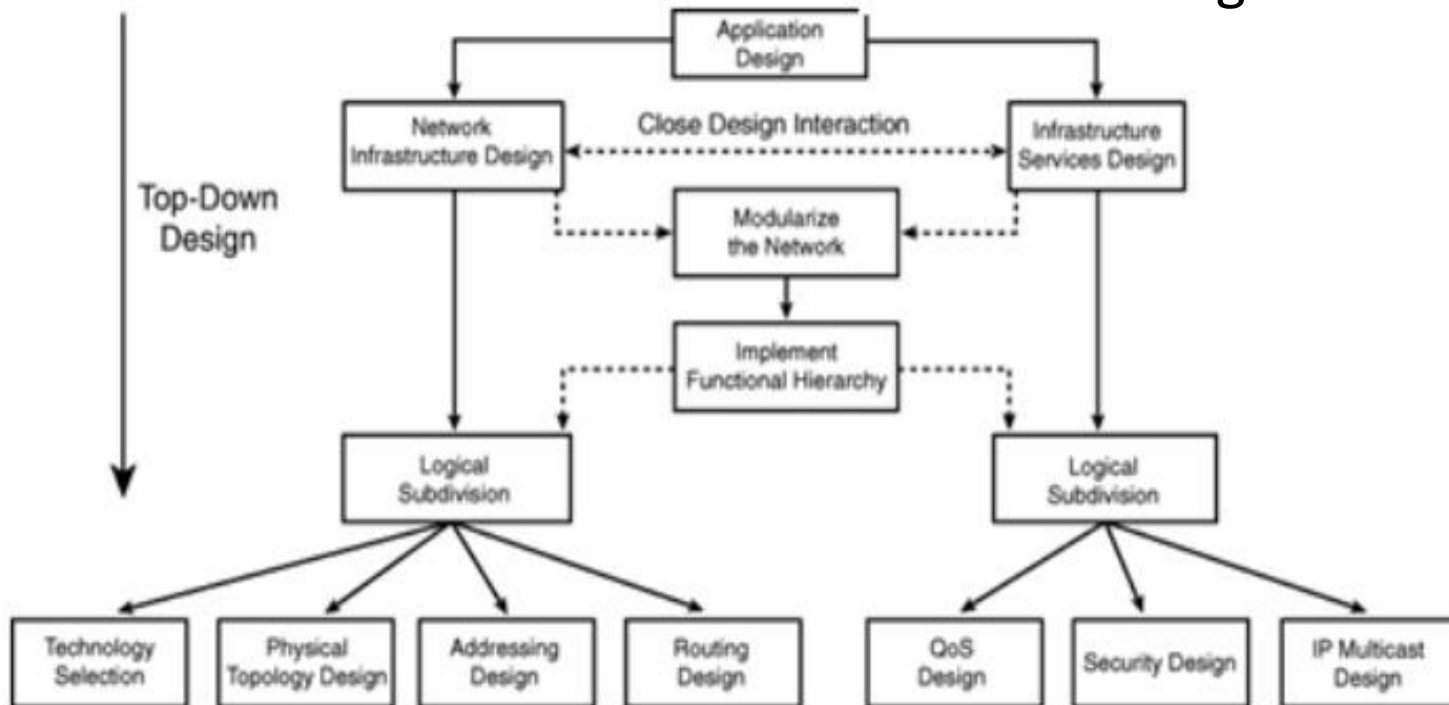 g
Application
Design
Network
Infrastructure Design
Close Design Interaction
Infrastructure
Services Design
Top-Down
Design
Modularize
the Network
Implement
Functional Hierarchy
Logical
Subdivision
Logical
Subdivision
Technology
Selection
Physical
Topology Design
Addressing
Design
Routing
Design
QoS
Design
Security Design
IP Multicast
Design